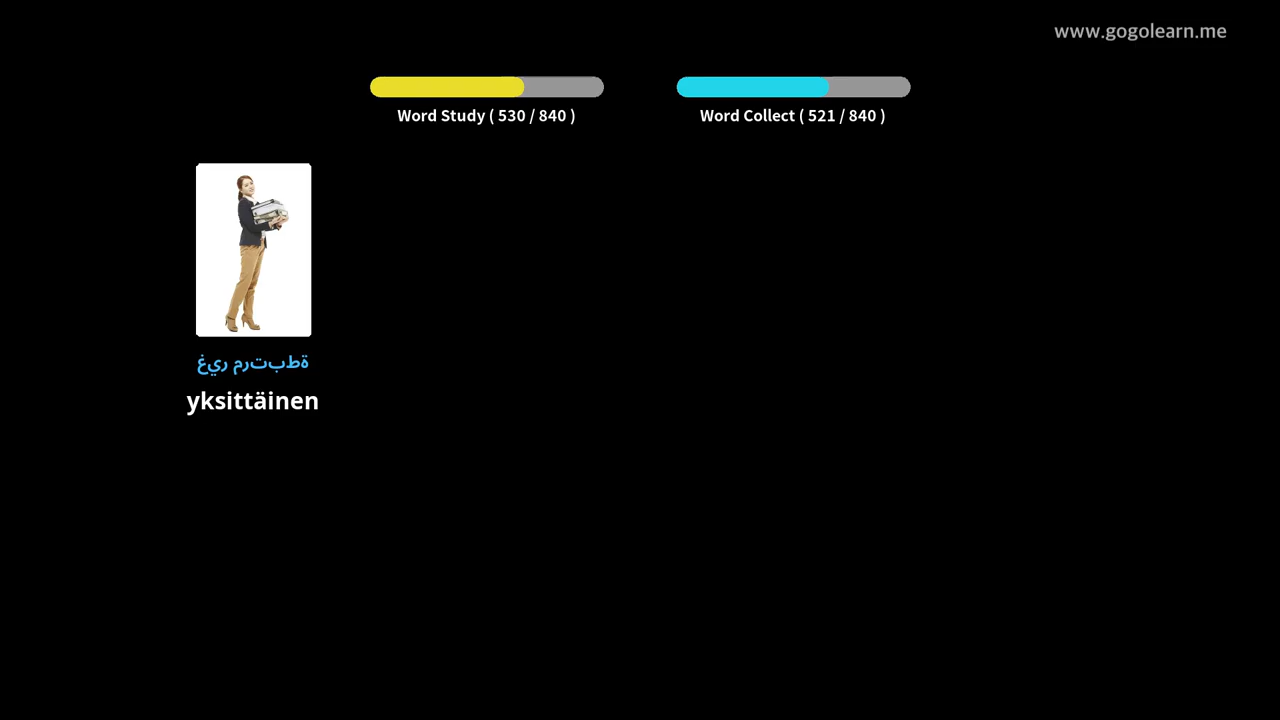 www.gogolearn.me
Word Study ( 530 / 840 )
Word Collect ( 521 / 840 )
غير مرتبطة
yksittäinen